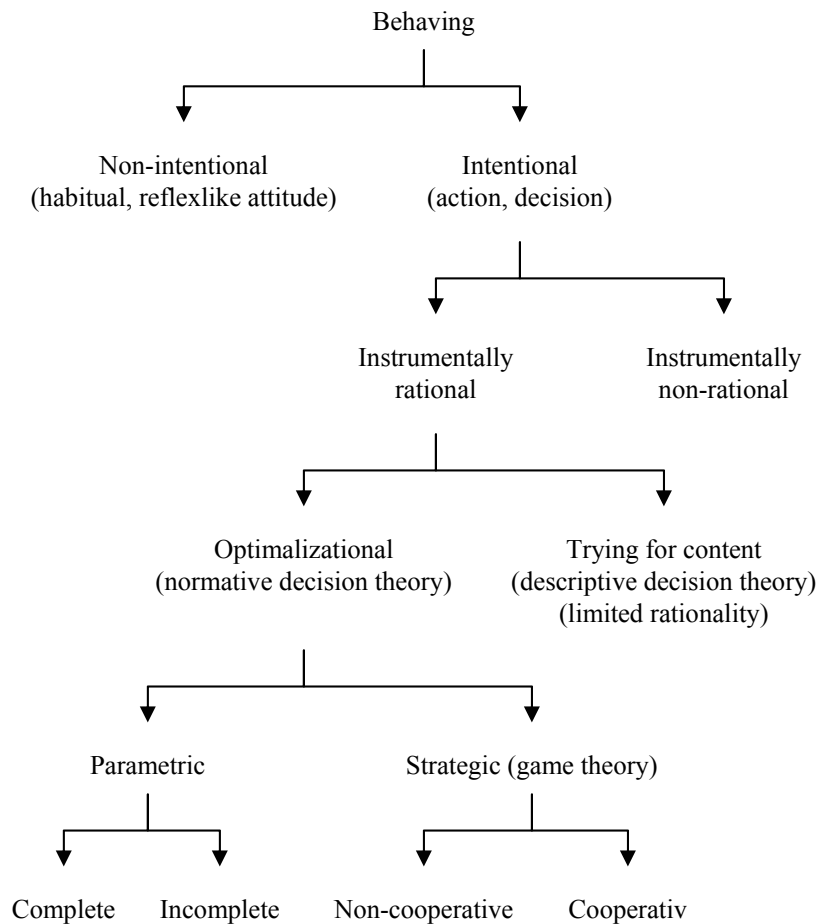 Behaving
Non-intentional
(habitual, reflexlike attitude)
Intentional
(action, decision)
Instrumentally
rational
Instrumentally
non-rational
Optimalizational
(normative decision theory)
Trying for content
(descriptive decision theory)
(limited rationality)
Parametric
Strategic (game theory)
Complete
Incomplete
Non-cooperative
Cooperativ